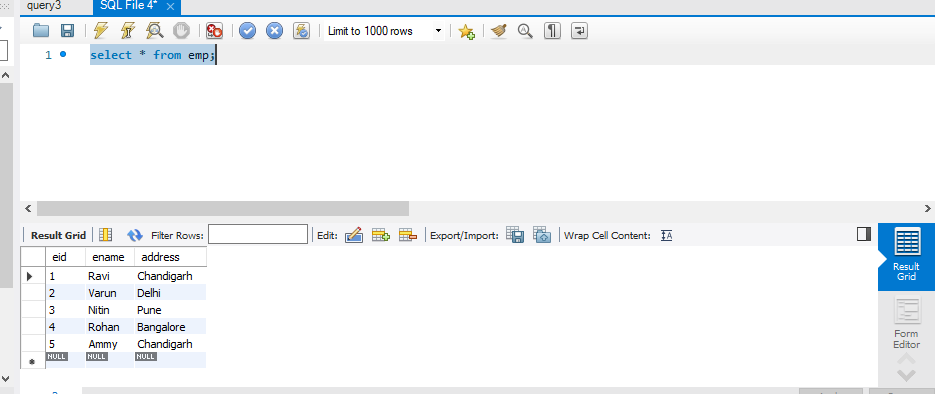 query3 SQL File 4*
Limit to 1000 rows
1 select * from emp;
Result Grid Filter Rows: Edit: Export/Import: Wrap Cell Content:
eid ename address
1 Ravi Chandigarh
2 Varun Delhi
3 Nitin Pune
4 Rohan Bangalore
5 Ammy Chandigarh
NULL NULL NULL
Result
Grid
Form
Editor